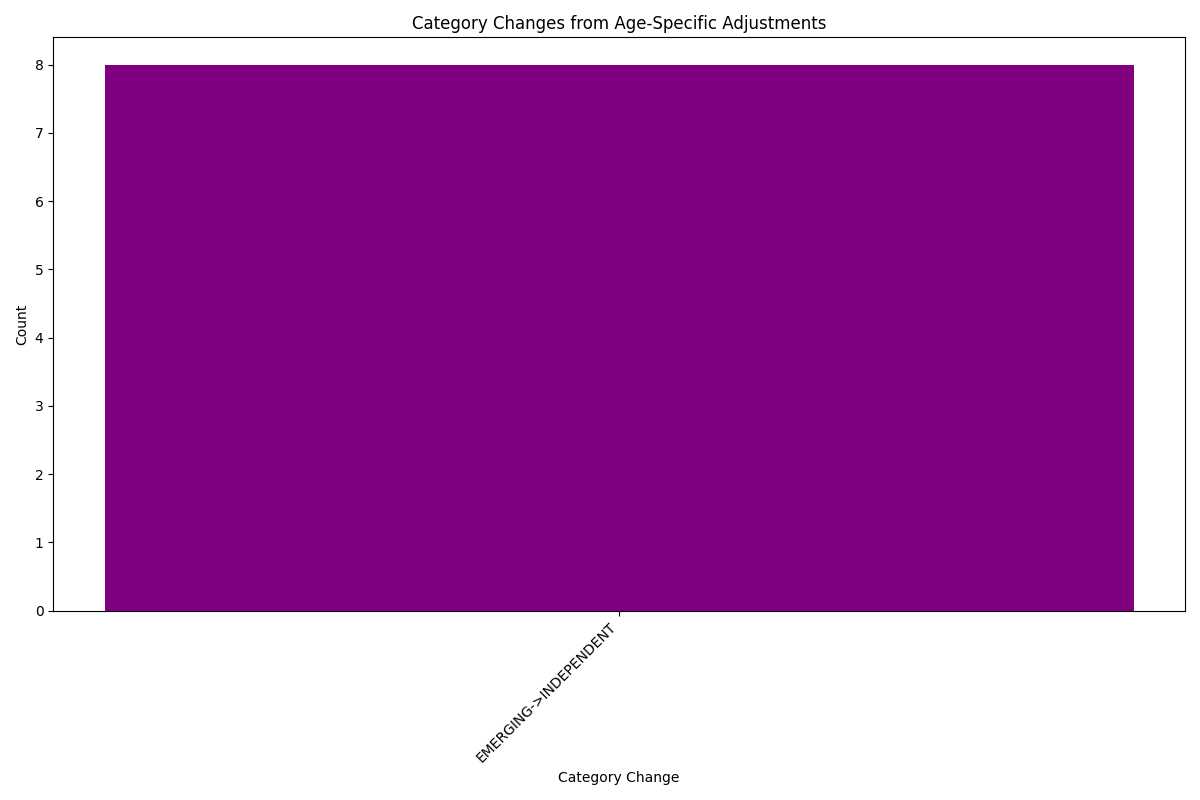 Category Changes from Age-Specific Adjustments
8
7
6
5
4
3
2
1
0
Count
EMERGING->INDEPENDENT
Category Change